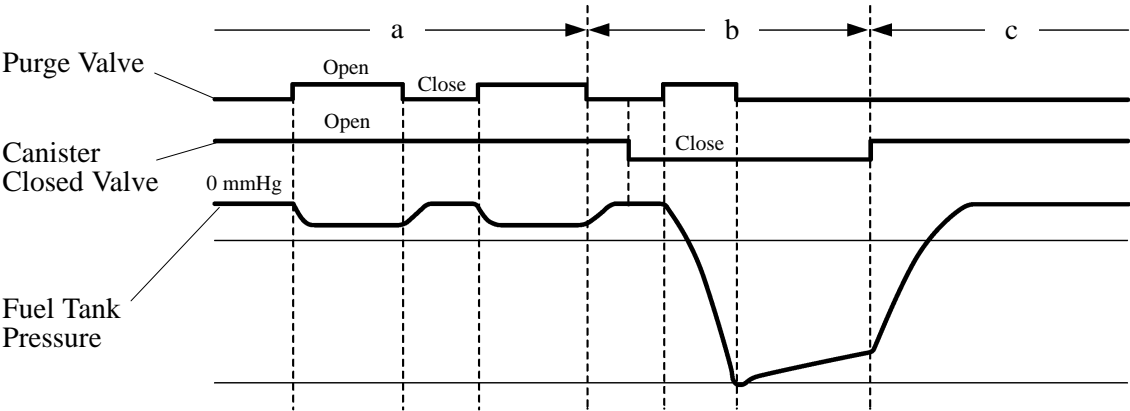 a
b
c
Purge Valve
Open
Close
Open
Canister
Closed Valve
Close
0 mmHg
Fuel Tank
Pressure